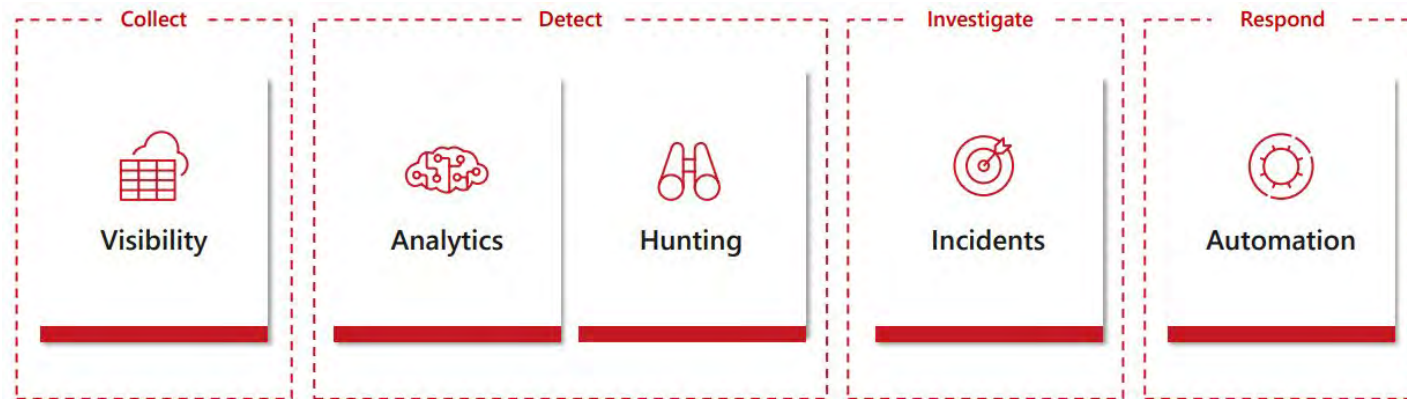 Collect
Detect
Investigate
Respond
Visibility
Analytics
Hunting
Incidents
Automation